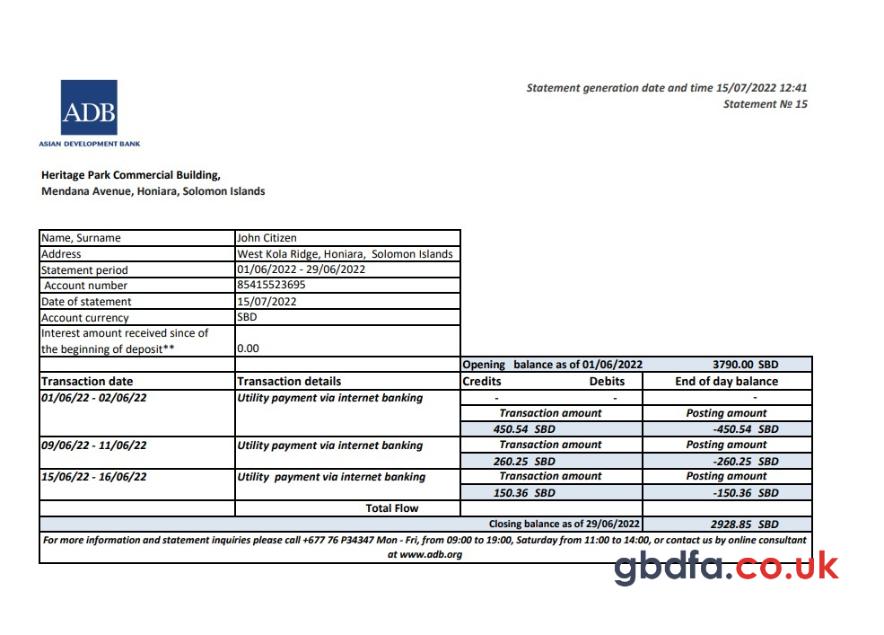 Statement generation date and time 15/07/2022 12:41
Statement № 15
ADB
ASIAN DEVELOPMENT BANK
Heritage Park Commercial Building,
Mendana Avenue, Honiara, Solomon Islands
Name, Surname John Citizen
Address West Kola Ridge, Honiara, Solomon Islands
Statement period 01/06/2022 - 29/06/2022
Account number 85415523695
Date of statement 15/07/2022
Account currency SBD
Interest amount received since of
the beginning of deposit** 0.00
Opening balance as of 01/06/2022 3790.00 SBD
Transaction date Transaction details Credits Debits End of day balance
01/06/22 - 02/06/22 Utility payment via internet banking - - -
Transaction amount Posting amount
450.54 SBD -450.54 SBD
09/06/22 - 11/06/22 Utility payment via internet banking Transaction amount Posting amount
260.25 SBD -260.25 SBD
15/06/22 - 16/06/22 Utility payment via internet banking Transaction amount Posting amount
150.36 SBD -150.36 SBD
Total Flow
Closing balance as of 29/06/2022 2928.85 SBD
For more information and statement inquiries please call +677 76 P34347 Mon - Fri, from 09:00 to 19:00, Saturday from 11:00 to 14:00, or contact us by online consultant
at www.adb.org
gbdfa.co.uk